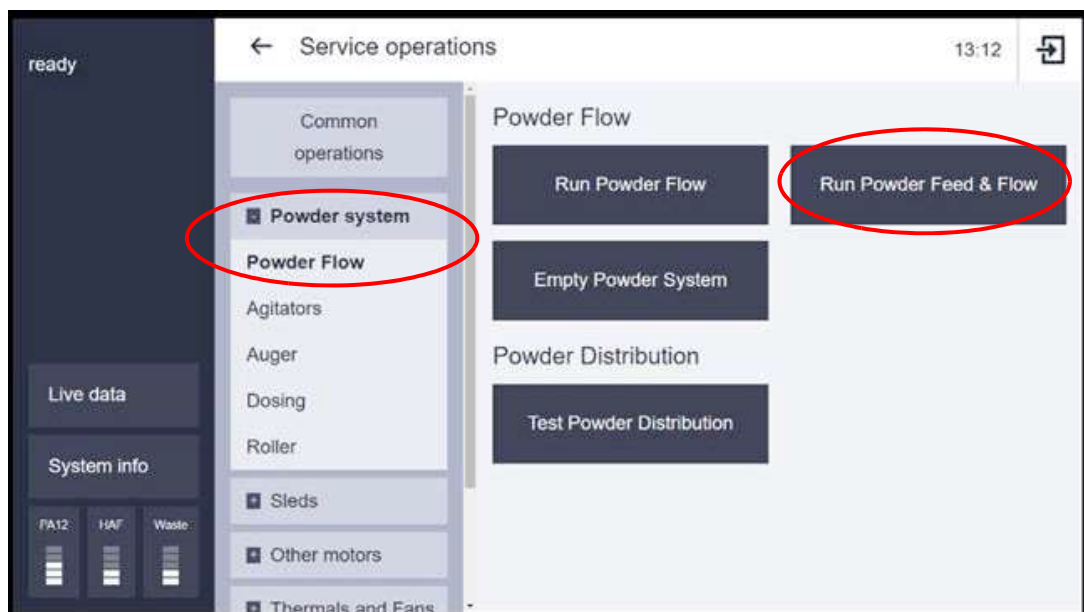 ready
← Service operations
13:12
Common
operations
Powder system
Powder Flow
Agitators
Auger
Dosing
Roller
Sleds
Other motors
Thermals and Fans
Powder Flow
Run Powder Flow
Run Powder Feed & Flow
Empty Powder System
Powder Distribution
Test Powder Distribution
Live data
System info
PA12 HAF Waste